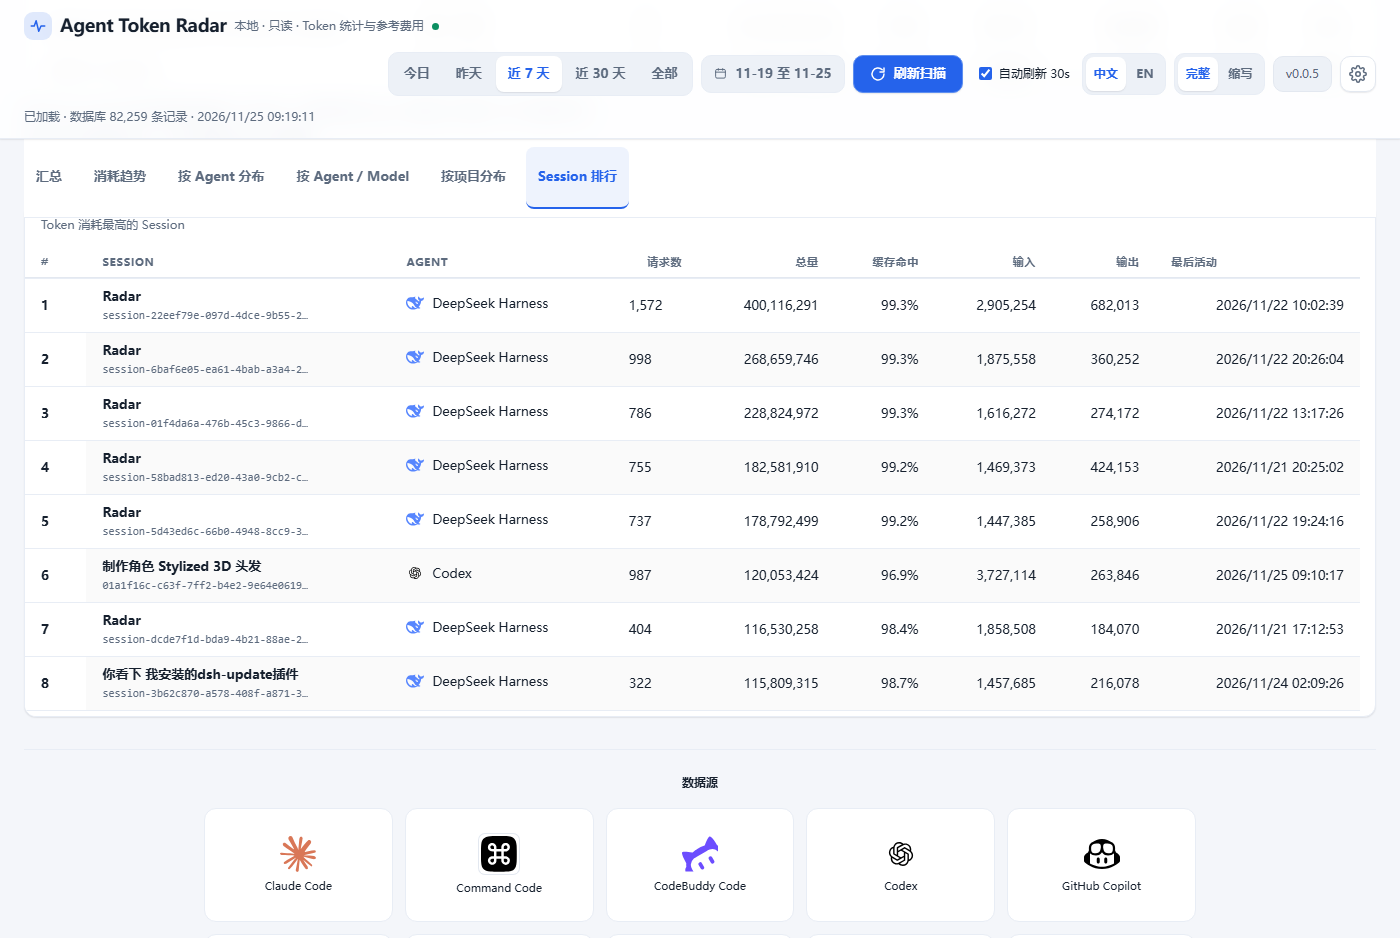 Agent Token Radar 本地 · 只读 · Token 统计与参考费用
今日 昨天 近 7 天 近 30 天 全部 11-19 至 11-25 刷新扫描 自动刷新 30s 中文 EN 完整 缩写 v0.0.5
已加载 · 数据库 82,259 条记录 · 2026/11/25 09:19:11
汇总 消耗趋势 按 Agent 分布 按 Agent / Model 按项目分布 Session 排行
Token 消耗最高的 Session
# SESSION AGENT 请求数 总量 缓存命中 输入 输出 最后活动
1 Radar DeepSeek Harness 1,572 400,116,291 99.3% 2,905,254 682,013 2026/11/22 10:02:39
session-22eef79e-097d-4dce-9b55-2…
2 Radar DeepSeek Harness 998 268,659,746 99.3% 1,875,558 360,252 2026/11/22 20:26:04
session-6baf6e05-ea61-4bab-a3a4-2…
3 Radar DeepSeek Harness 786 228,824,972 99.3% 1,616,272 274,172 2026/11/22 13:17:26
session-01f4da6a-476b-45c3-9866-d…
4 Radar DeepSeek Harness 755 182,581,910 99.2% 1,469,373 424,153 2026/11/21 20:25:02
session-58bad813-ed20-43a0-9cb2-c…
5 Radar DeepSeek Harness 737 178,792,499 99.2% 1,447,385 258,906 2026/11/22 19:24:16
session-5d43ed6c-66b0-4948-8cc9-3…
6 制作角色 Stylized 3D 头发 Codex 987 120,053,424 96.9% 3,727,114 263,846 2026/11/25 09:10:17
01a1f16c-c63f-7ff2-b4e2-9e64e0619…
7 Radar DeepSeek Harness 404 116,530,258 98.4% 1,858,508 184,070 2026/11/21 17:12:53
session-dcde7f1d-bda9-4b21-88ae-2…
8 你看下 我安装的dsh-update插件 DeepSeek Harness 322 115,809,315 98.7% 1,457,685 216,078 2026/11/24 02:09:26
session-3b62c870-a578-408f-a871-3…
数据源
Claude Code Command Code CodeBuddy Code Codex GitHub Copilot